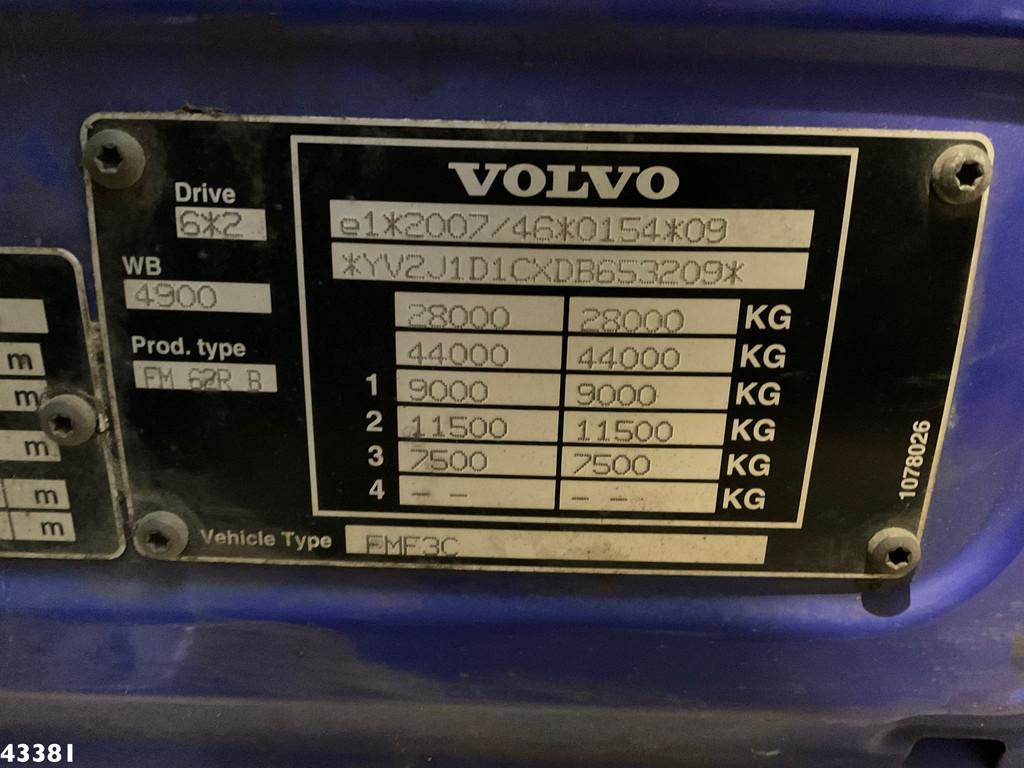 VOLVO
Drive
6*2
e1*2007/46*0154*09
*YV2J1D1CXDB653209*
WB
4900
28000 28000 KG
44000 44000 KG
Prod. type
FM 62R B
1 9000 9000 KG
2 11500 11500 KG
3 7500 7500 KG
4 -- -- KG
1078026
Vehicle Type FMF3C
m
m
m
m
m
43381